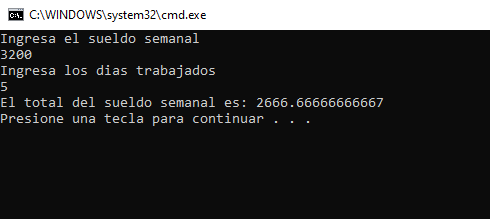 C:\WINDOWS\system32\cmd.exe
Ingresa el sueldo semanal
3200
Ingresa los dias trabajados
5
El total del sueldo semanal es: 2666.66666666667
Presione una tecla para continuar . . .